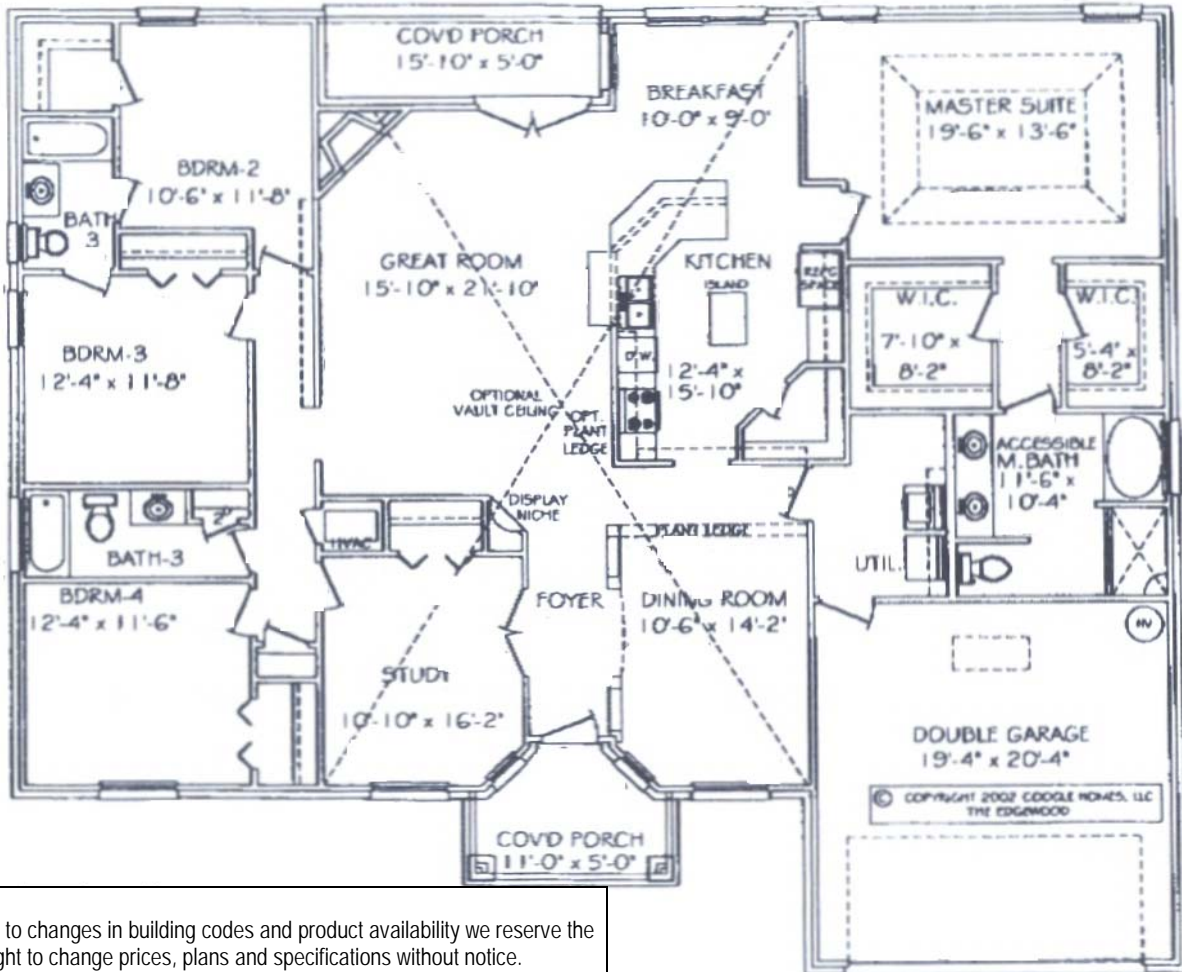 COV'D PORCH
15'-10" x 5'-0"
BREAKFAST
10'-0" x 9'-0"
MASTER SUITE
19'-6" x 13'-6"
BDRM-2
10'-6" x 11'-8"
BATH
3
GREAT ROOM
15'-10" x 21'-10"
KITCHEN
ISLAND
REFG
SPACE
W.I.C.
7'-10" x
8'-2"
W.I.C.
5'-4" x
8'-2"
BDRM-3
12'-4" x 11'-8"
D.W.
12'-4" x
15'-10"
OPTIONAL
VAULT CEILING
OPT.
PLANT
LEDGE
ACCESSIBLE
M. BATH
11'-6" x
10'-4"
DISPLAY
NICHE
HVAC
PLANT LEDGE
BATH-3
UTIL.
BDRM-4
12'-4" x 11'-6"
FOYER
DINING ROOM
10'-6" x 14'-2"
STUDY
10'-10" x 16'-2"
DOUBLE GARAGE
19'-4" x 20'-4"
© COPYRIGHT 2002 COOGLE HOMES, LLC
THE EDGEWOOD
COV'D PORCH
11'-0" x 5'-0"
to changes in building codes and product availability we reserve the
ght to change prices, plans and specifications without notice.